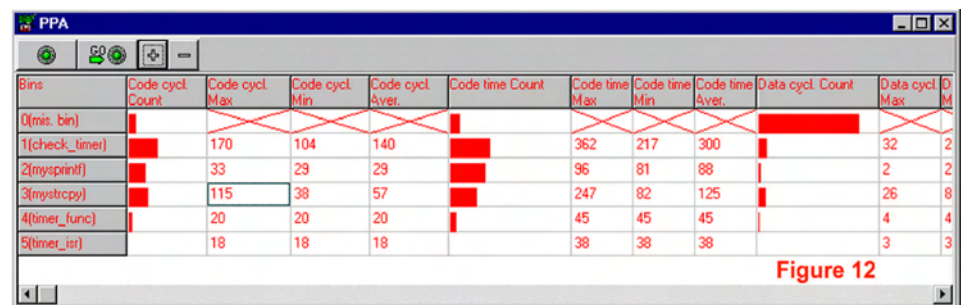 PPA
GO
Bins Code cycl. Count Code cycl. Max Code cycl. Min Code cycl. Aver. Code time Count Code time Max Code time Min Code time Aver. Data cycl. Count Data cycl. Max D M
0(mis. bin)
1(check_timer) 170 104 140 362 217 300 32 2
2(mysprintf) 33 29 29 96 81 88 2 2
3(mystrcpy) 115 38 57 247 82 125 26 8
4(timer_func) 20 20 20 45 45 45 4 4
5(timer_isr) 18 18 18 38 38 38 3 3
Figure 12